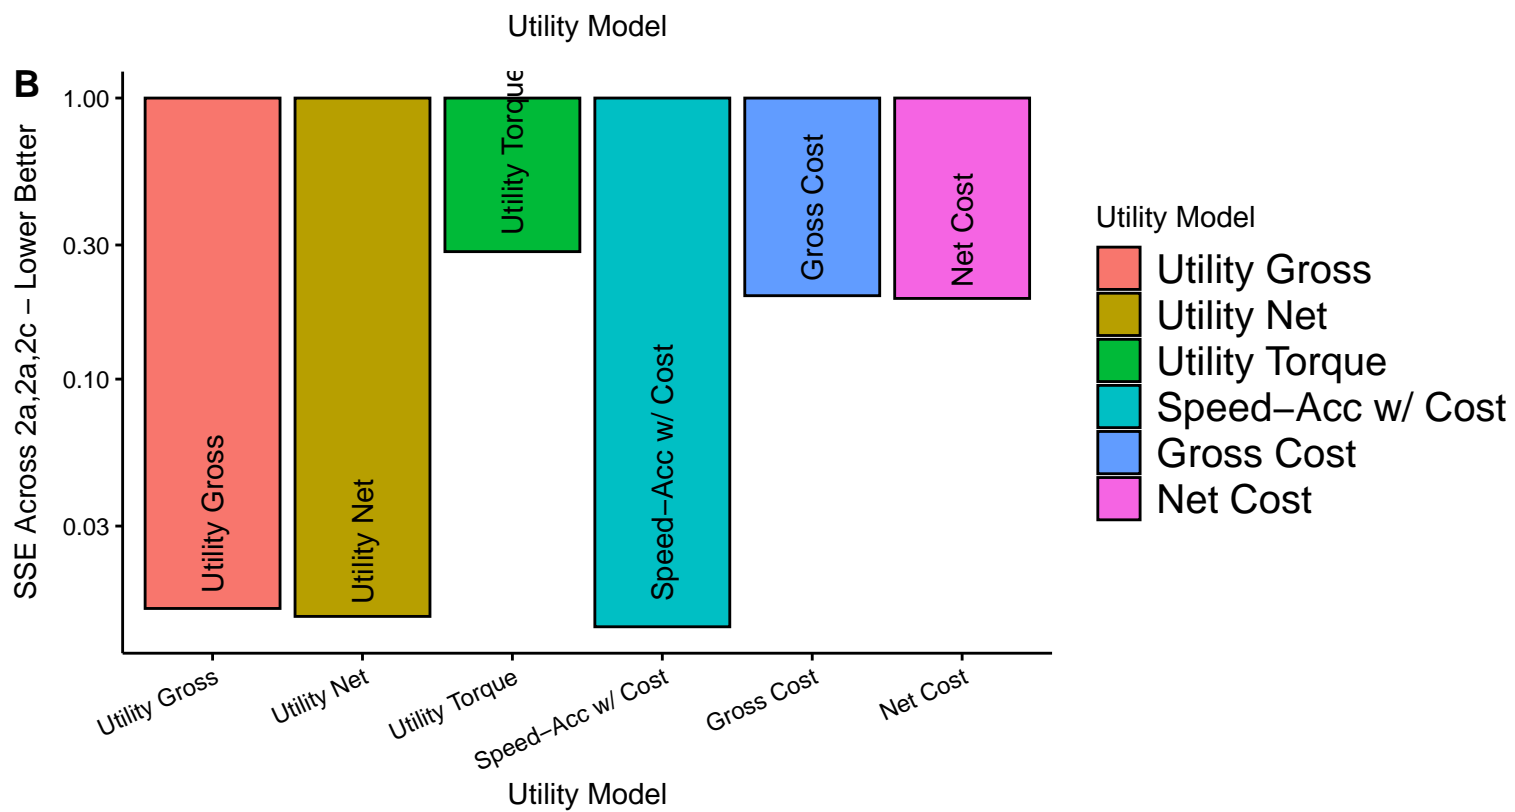 Utility Model
B
SSE Across 2a,2a,2c – Lower Better
1.00
0.30
0.10
0.03
Utility Gross
Utility Net
Utility Torque
Speed–Acc w/ Cost
Gross Cost
Net Cost
Utility Gross
Utility Net
Utility Torque
Speed–Acc w/ Cost
Gross Cost
Net Cost
Utility Model
Utility Model
Utility Gross
Utility Net
Utility Torque
Speed–Acc w/ Cost
Gross Cost
Net Cost